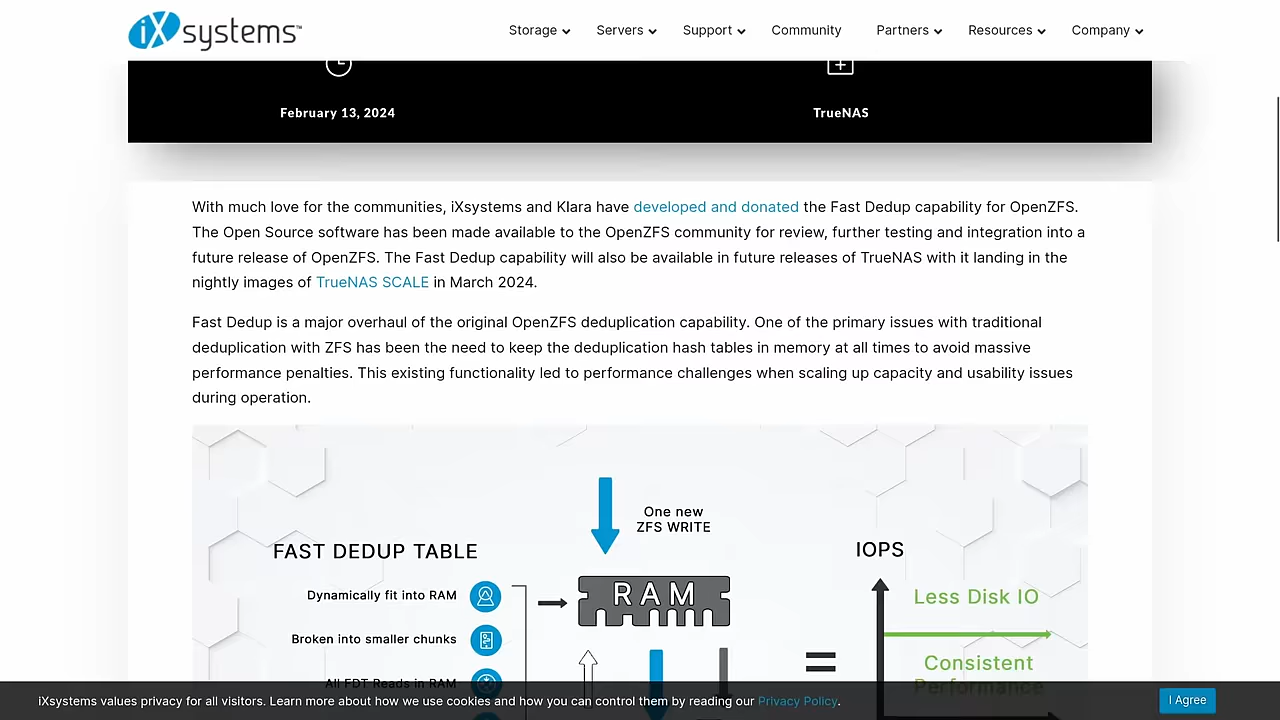 iXsystems™
Storage Servers Support Community Partners Resources Company
February 13, 2024 TrueNAS
With much love for the communities, iXsystems and Klara have developed and donated the Fast Dedup capability for OpenZFS.
The Open Source software has been made available to the OpenZFS community for review, further testing and integration into a
future release of OpenZFS. The Fast Dedup capability will also be available in future releases of TrueNAS with it landing in the
nightly images of TrueNAS SCALE in March 2024.
Fast Dedup is a major overhaul of the original OpenZFS deduplication capability. One of the primary issues with traditional
deduplication with ZFS has been the need to keep the deduplication hash tables in memory at all times to avoid massive
performance penalties. This existing functionality led to performance challenges when scaling up capacity and usability issues
during operation.
One new
ZFS WRITE
FAST DEDUP TABLE
Dynamically fit into RAM
Broken into smaller chunks
All FDT Reads in RAM
RAM
IOPS
Less Disk IO
Consistent
Performance
iXsystems values privacy for all visitors. Learn more about how we use cookies and how you can control them by reading our Privacy Policy.
I Agree